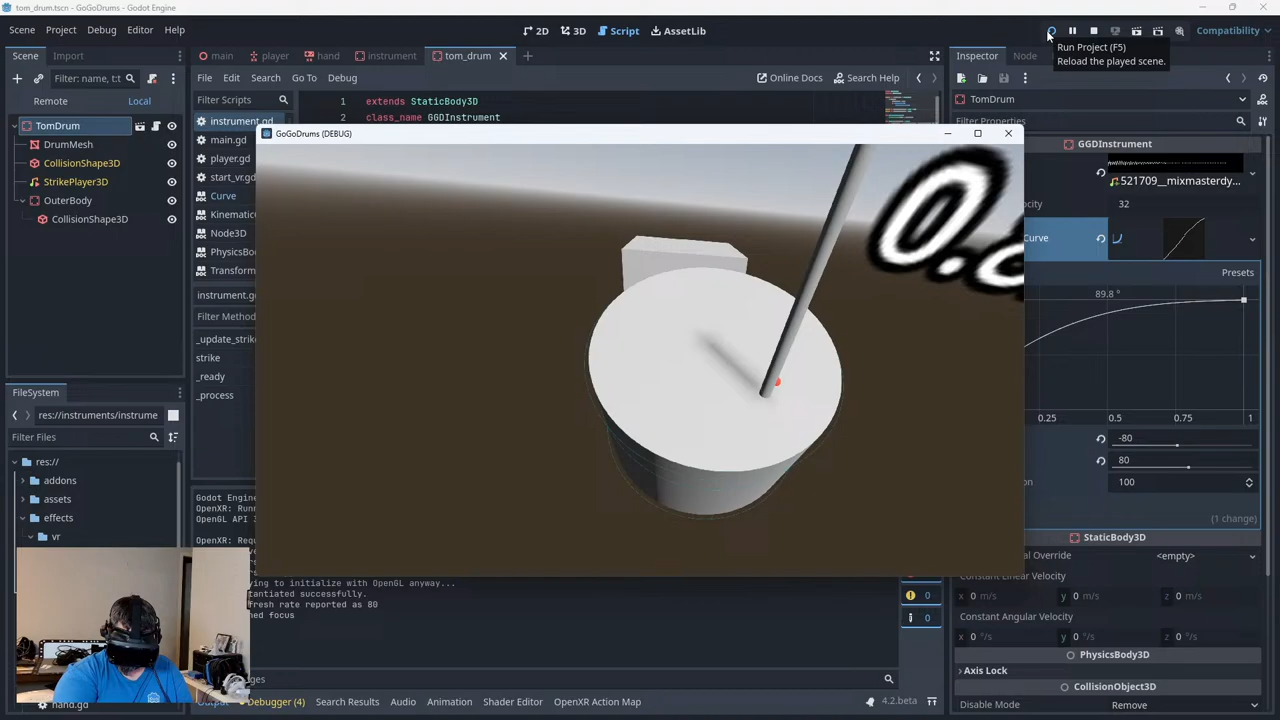 tom_drum.tscn - GoGoDrums - Godot Engine
Scene Project Debug Editor Help
2D 3D Script AssetLib
Compatibility
Run Project (F5)
Reload the played scene.
Scene Import
Filter: name, t:t
Remote Local
TomDrum
DrumMesh
CollisionShape3D
StrikePlayer3D
OuterBody
CollisionShape3D
FileSystem
res://instruments/instrume
Filter Files
res://
addons
assets
effects
vr
hand.gd
main player hand instrument tom_drum
File Edit Search Go To Debug
Online Docs Search Help
Filter Scripts
instrument.gd
main.gd
player.gd
start_vr.gd
Curve
Kinematic
Node3D
PhysicsBo
Transform
instrument.g
Filter Method
_update_strik
strike
_ready
_process
1 extends StaticBody3D
2 class_name GGDInstrument
GoGoDrums (DEBUG)
Godot Engine
OpenXR: Runn
OpenGL API 3
ying to initialize with OpenGL anyway...
tantiated successfully.
fresh rate reported as 80
ned focus
0
0
Output Debugger (4) Search Results Audio Animation Shader Editor OpenXR Action Map
4.2.beta
Inspector Node
TomDrum
Filter Properties
GGDInstrument
521709__mixmasterdy...
32
Curve
Presets
89.8 °
0.25 0.5 0.75 1
-80
80
100
(1 change)
StaticBody3D
<empty>
Constant Linear Velocity
x 0 m/s y 0 m/s z 0 m/s
Constant Angular Velocity
x 0 °/s y 0 °/s z 0 °/s
PhysicsBody3D
Axis Lock
CollisionObject3D
Disable Mode Remove